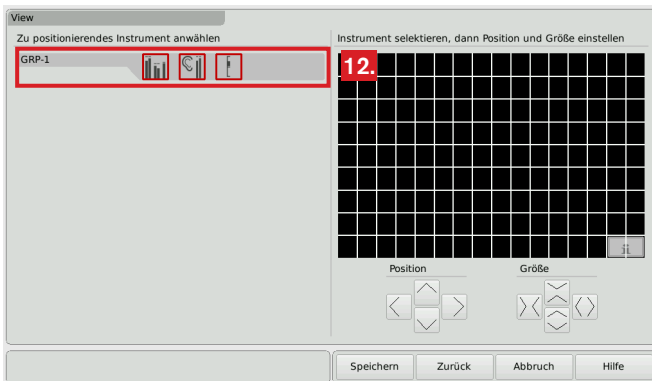 View
Zu positionierendes Instrument anwählen
Instrument selektieren, dann Position und Größe einstellen
GRP-1
12.
Position
Größe
Speichern
Zurück
Abbruch
Hilfe